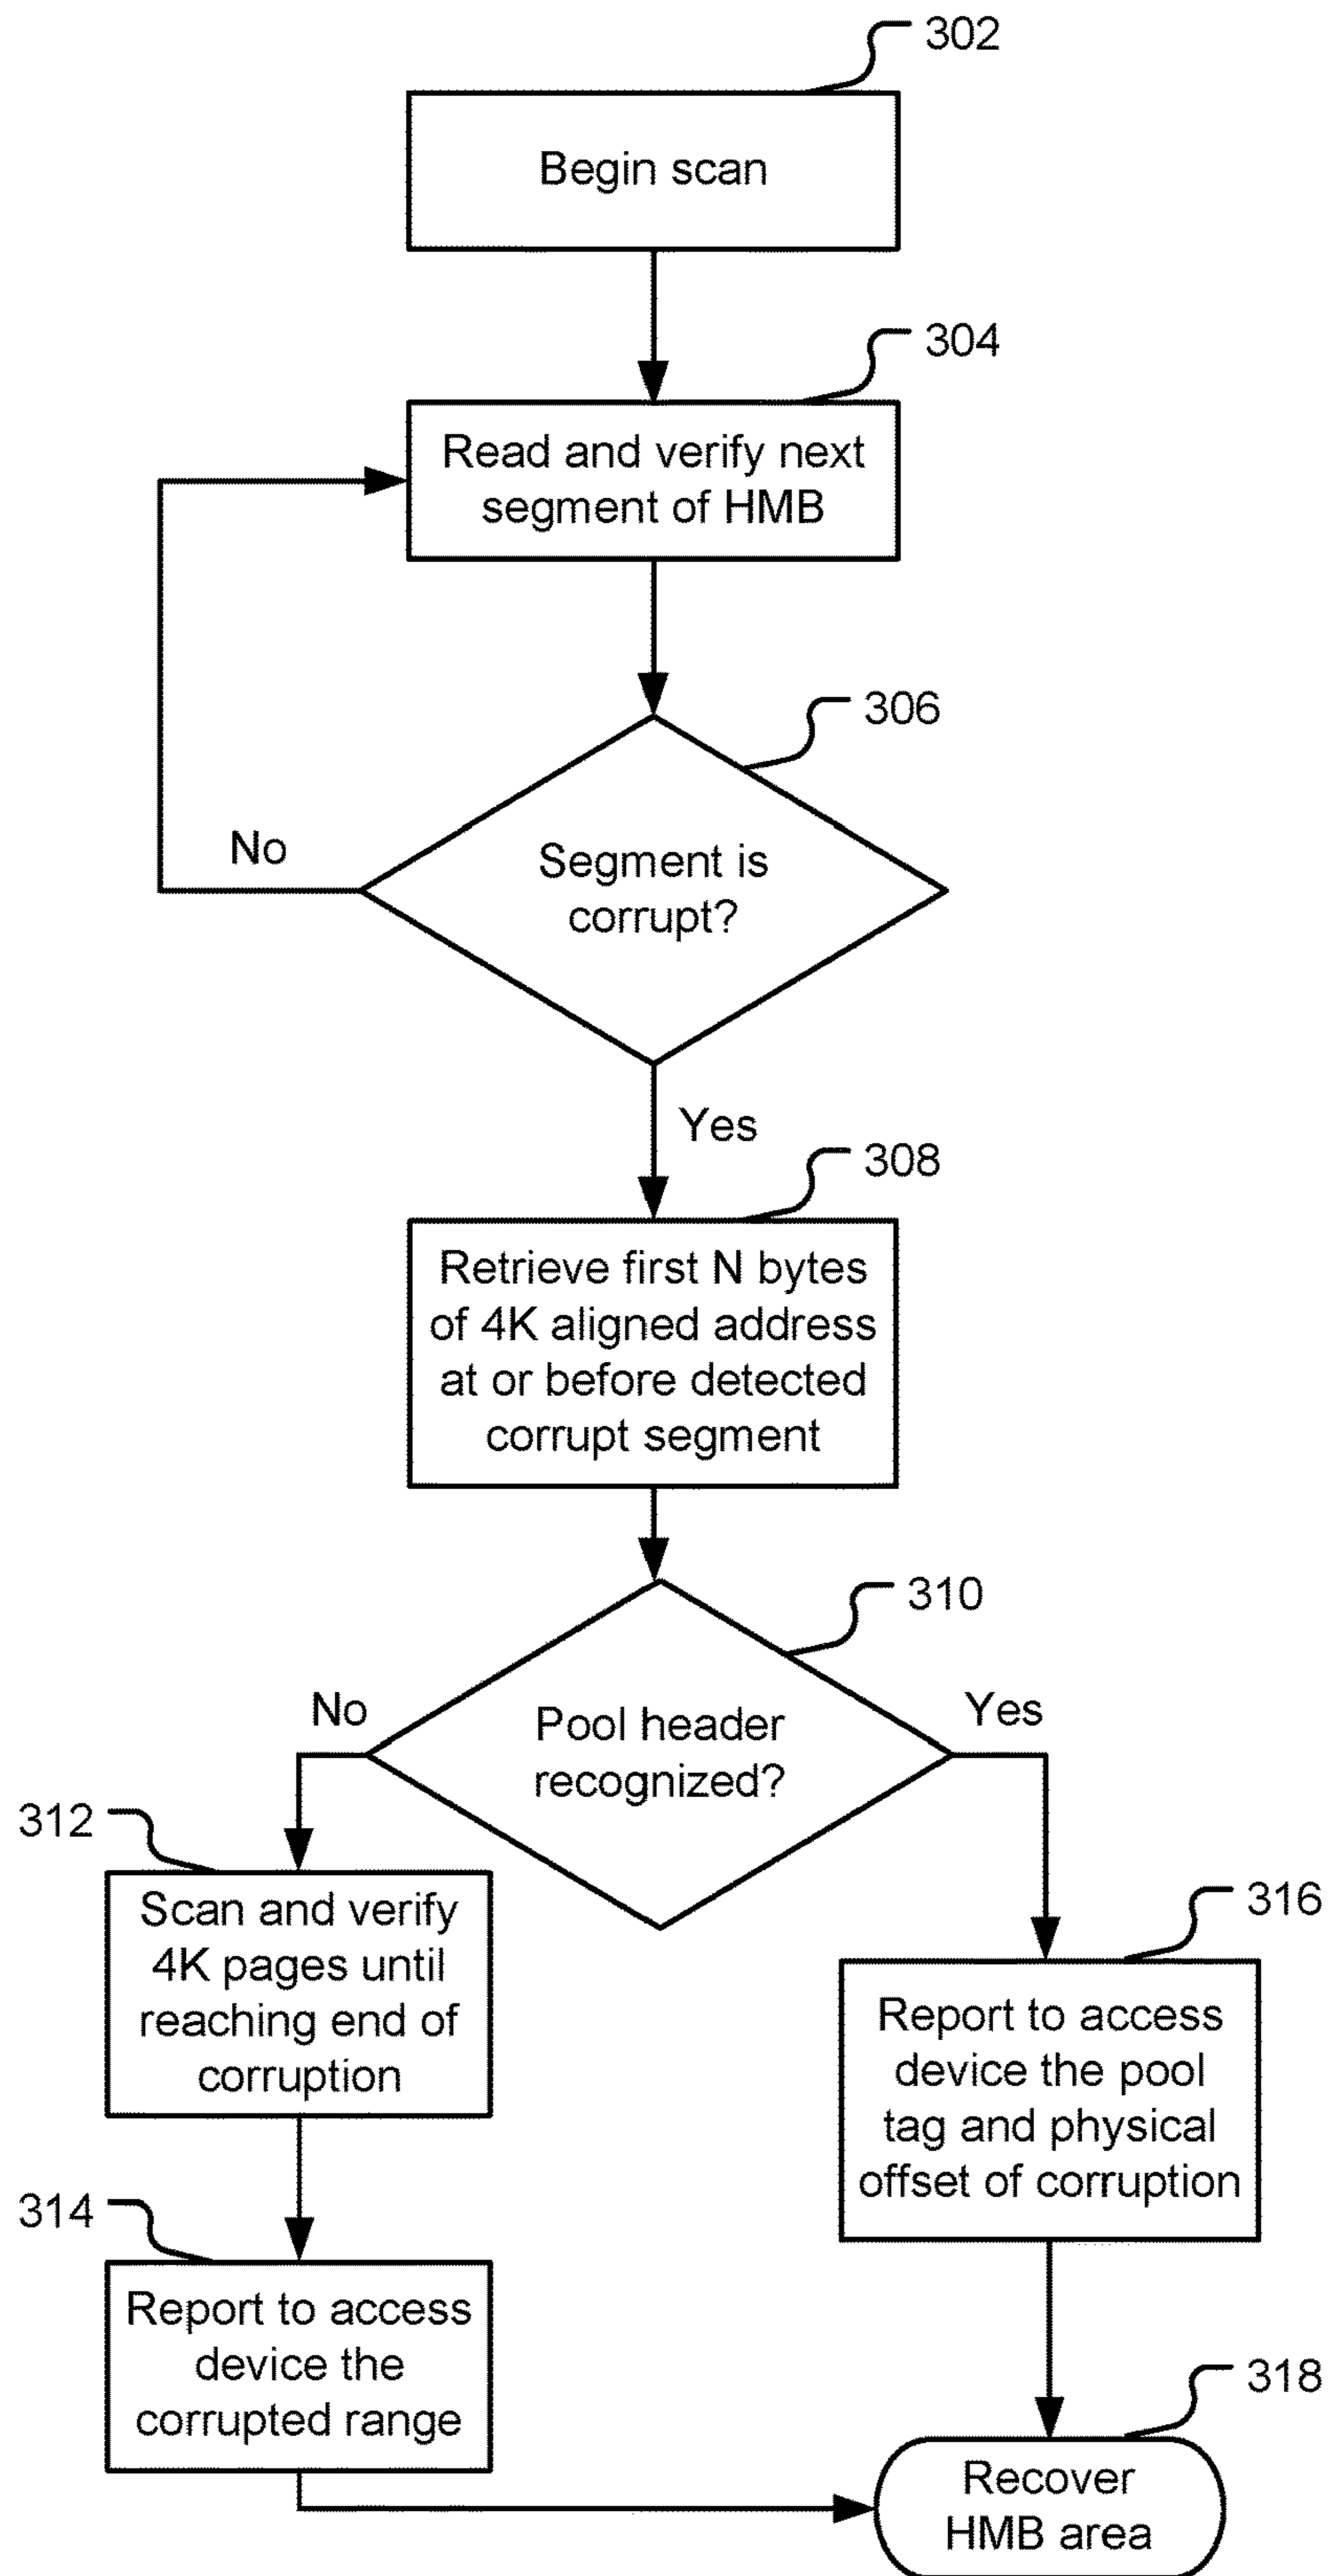 302
Begin scan
304
Read and verify next
segment of HMB
306
No
Segment is
corrupt?
Yes
308
Retrieve first N bytes
of 4K aligned address
at or before detected
corrupt segment
310
No
Pool header
recognized?
Yes
312
Scan and verify
4K pages until
reaching end of
corruption
316
Report to access
device the pool
tag and physical
offset of corruption
314
Report to access
device the
corrupted range
318
Recover
HMB area